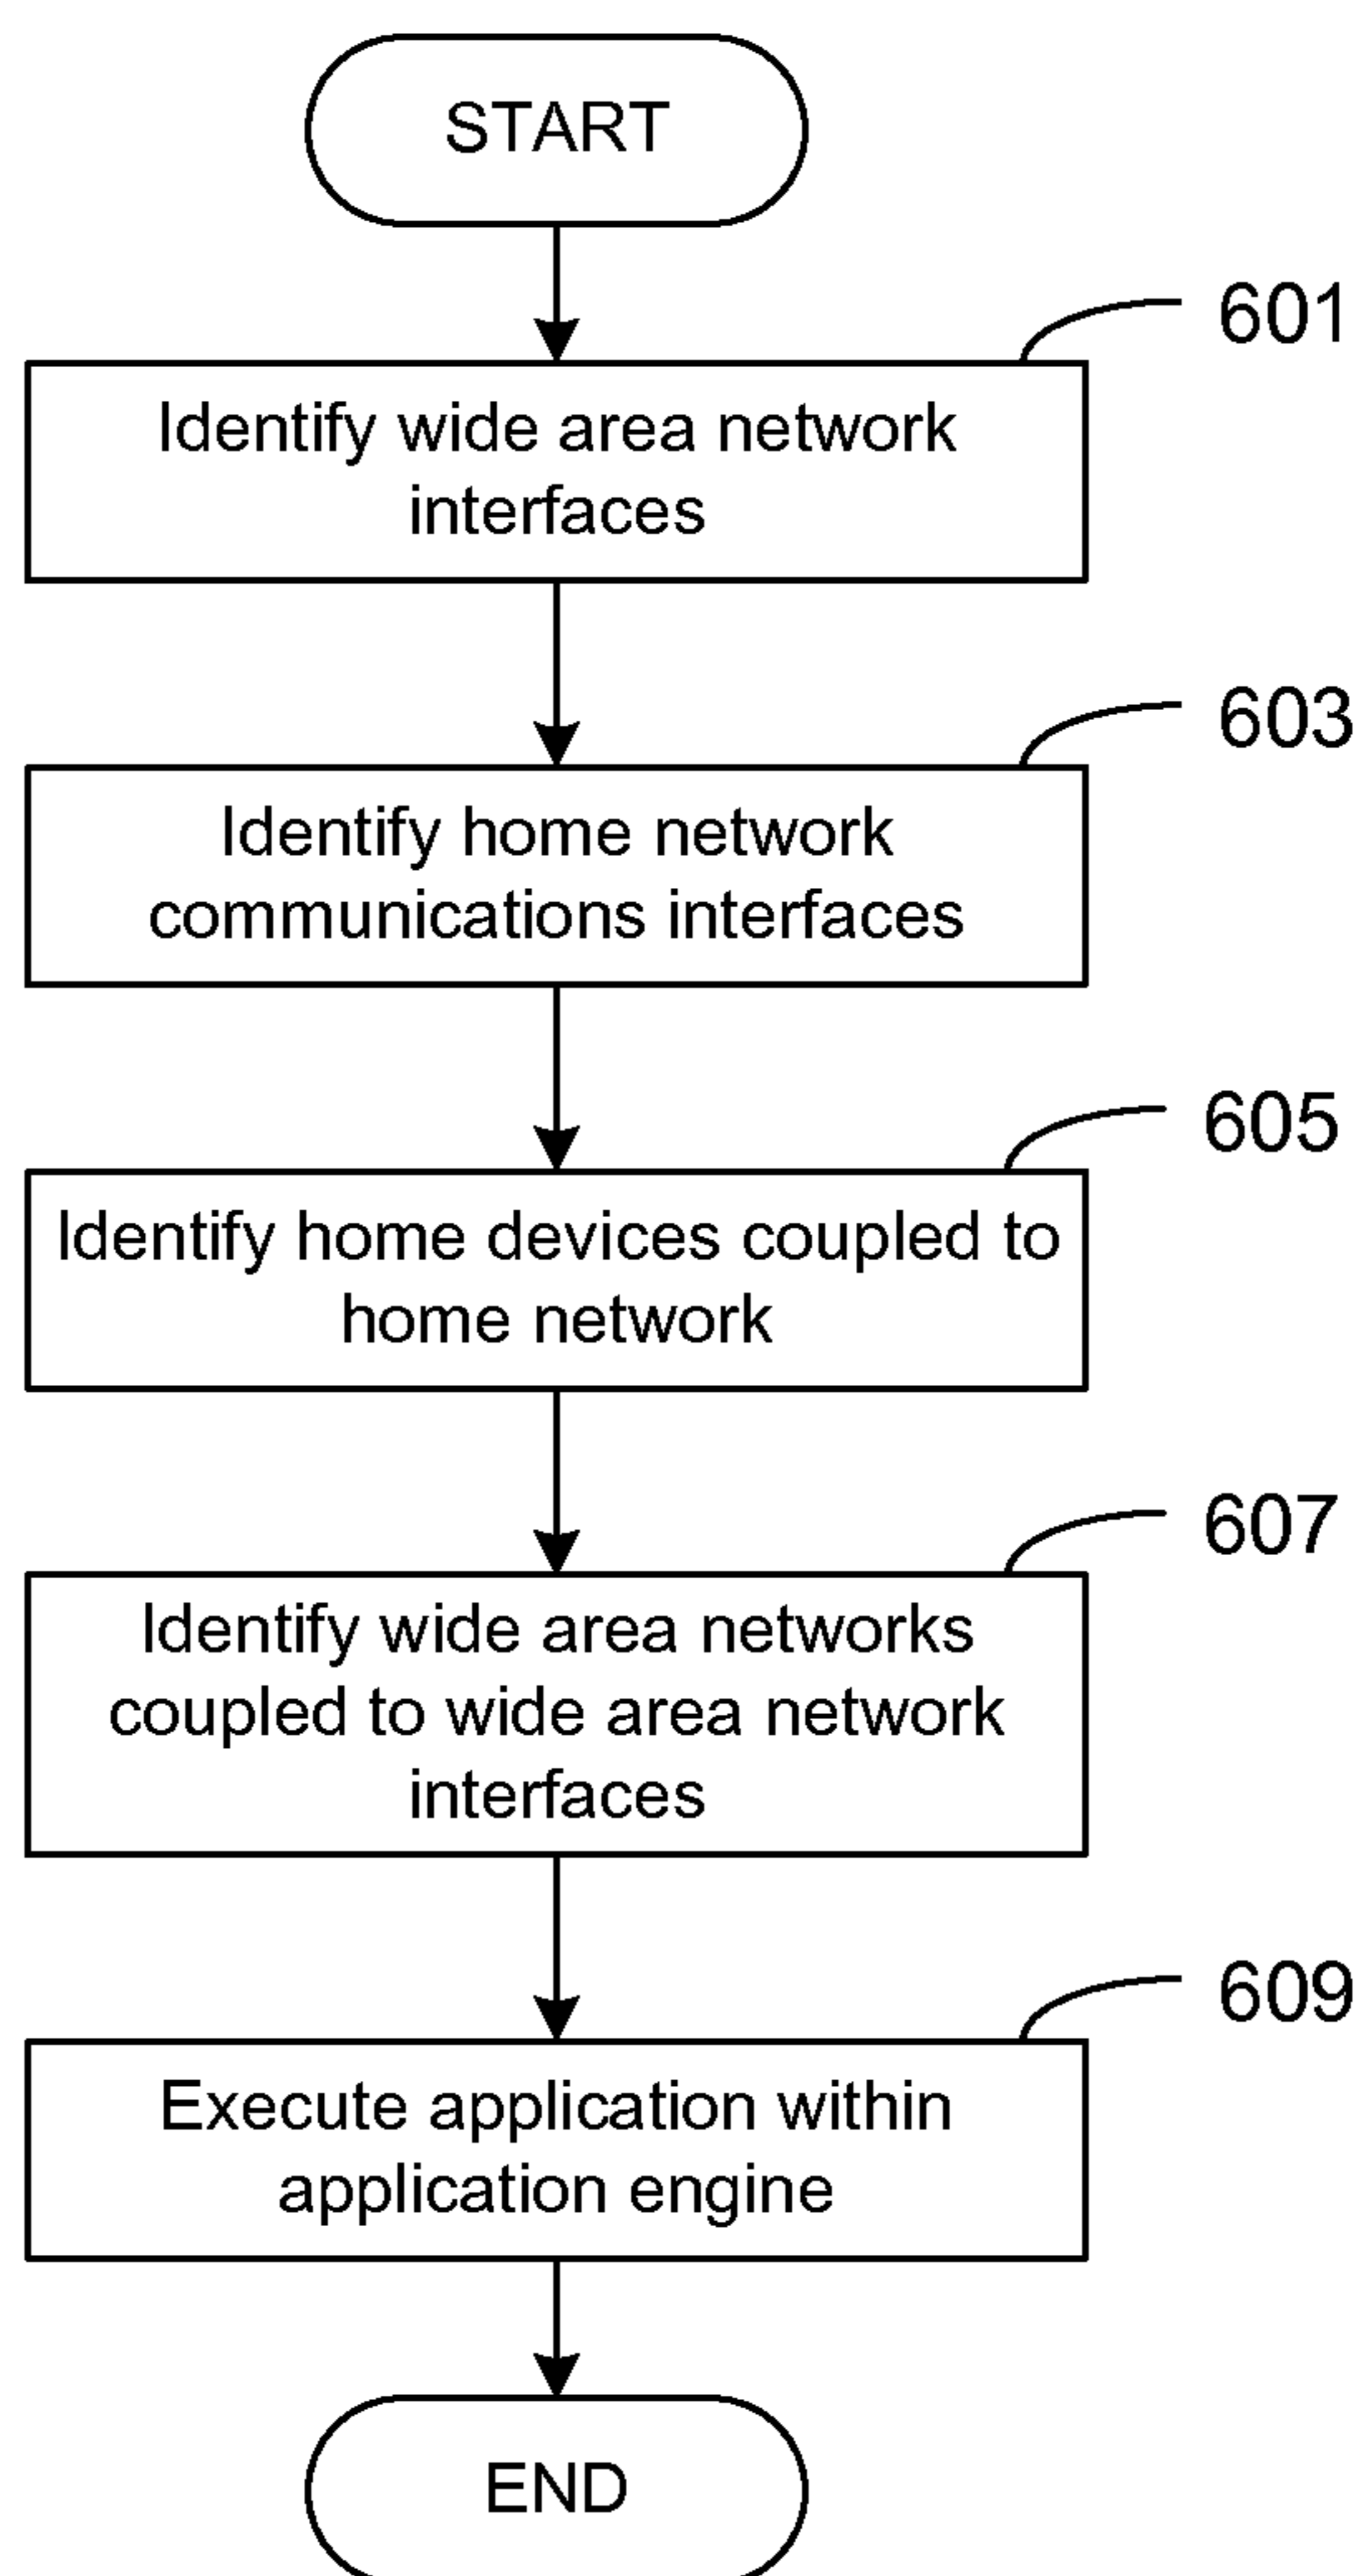 START
601
Identify wide area network
interfaces
603
Identify home network
communications interfaces
605
Identify home devices coupled to
home network
607
Identify wide area networks
coupled to wide area network
interfaces
609
Execute application within
application engine
END